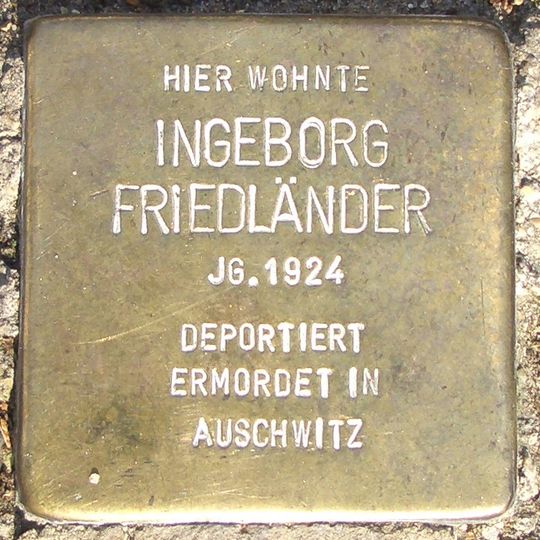 HIER WOHNTE
INGEBORG
FRIEDLÄNDER
JG.1924
DEPORTIERT
ERMORDET IN
AUSCHWITZ